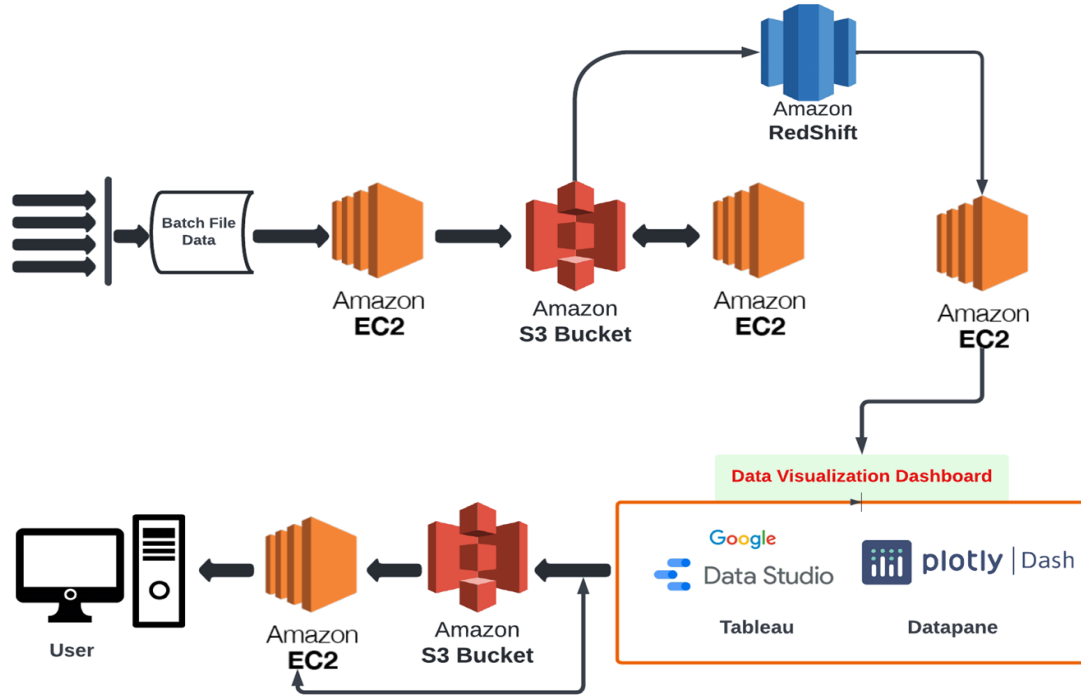 Amazon
RedShift
Batch File
Data
Amazon
EC2
Amazon
S3 Bucket
Amazon
EC2
Amazon
EC2
Data Visualization Dashboard
Google
Data Studio
plotly | Dash
Tableau
Datapane
Amazon
S3 Bucket
Amazon
EC2
User